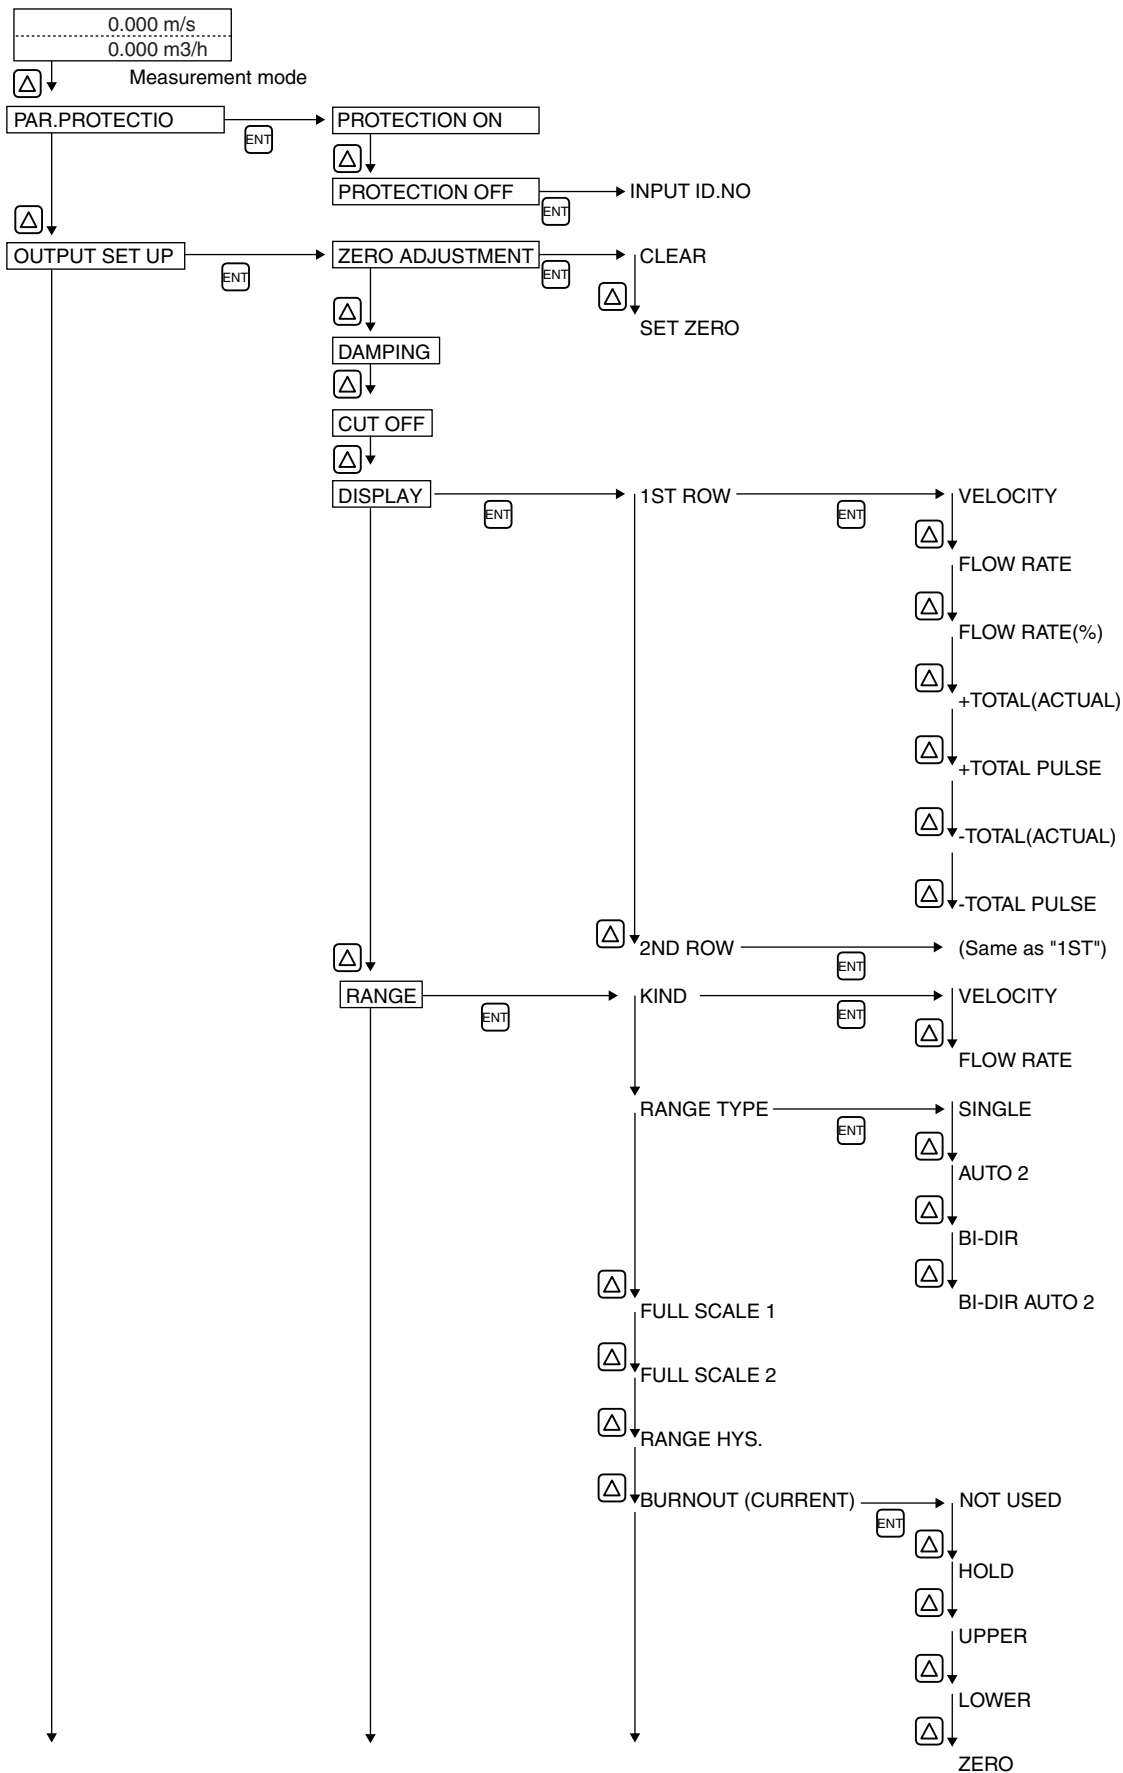 0.000 m/s
0.000 m3/h
Measurement mode
PAR.PROTECTIO
ENT
PROTECTION ON
PROTECTION OFF
ENT
INPUT ID.NO
OUTPUT SET UP
ENT
ZERO ADJUSTMENT
ENT
CLEAR
SET ZERO
DAMPING
CUT OFF
DISPLAY
ENT
1ST ROW
ENT
VELOCITY
FLOW RATE
FLOW RATE(%)
+TOTAL(ACTUAL)
+TOTAL PULSE
-TOTAL(ACTUAL)
-TOTAL PULSE
2ND ROW
ENT
(Same as "1ST")
RANGE
ENT
KIND
ENT
VELOCITY
FLOW RATE
RANGE TYPE
ENT
SINGLE
AUTO 2
BI-DIR
BI-DIR AUTO 2
FULL SCALE 1
FULL SCALE 2
RANGE HYS.
BURNOUT (CURRENT)
ENT
NOT USED
HOLD
UPPER
LOWER
ZERO